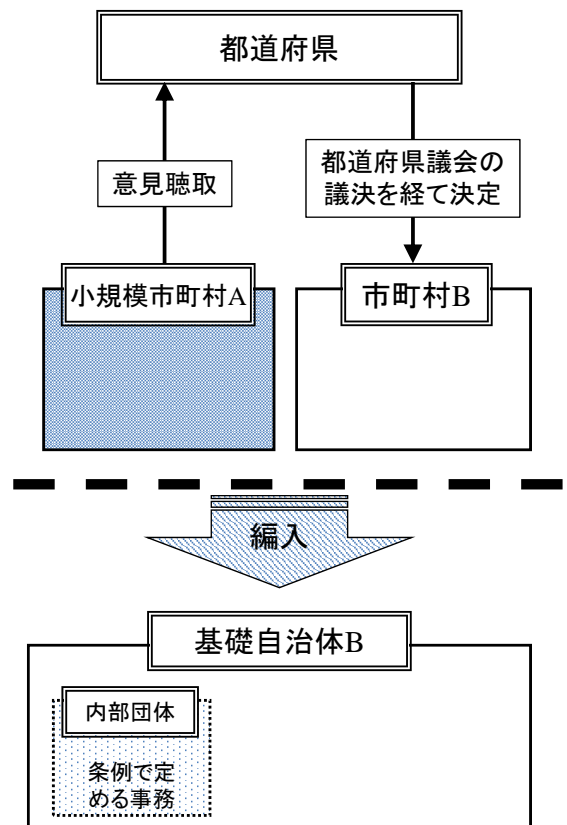 都道府県
意見聴取
都道府県議会の
議決を経て決定
小規模市町村A
市町村B
編入
基礎自治体B
内部団体
条例で定
める事務